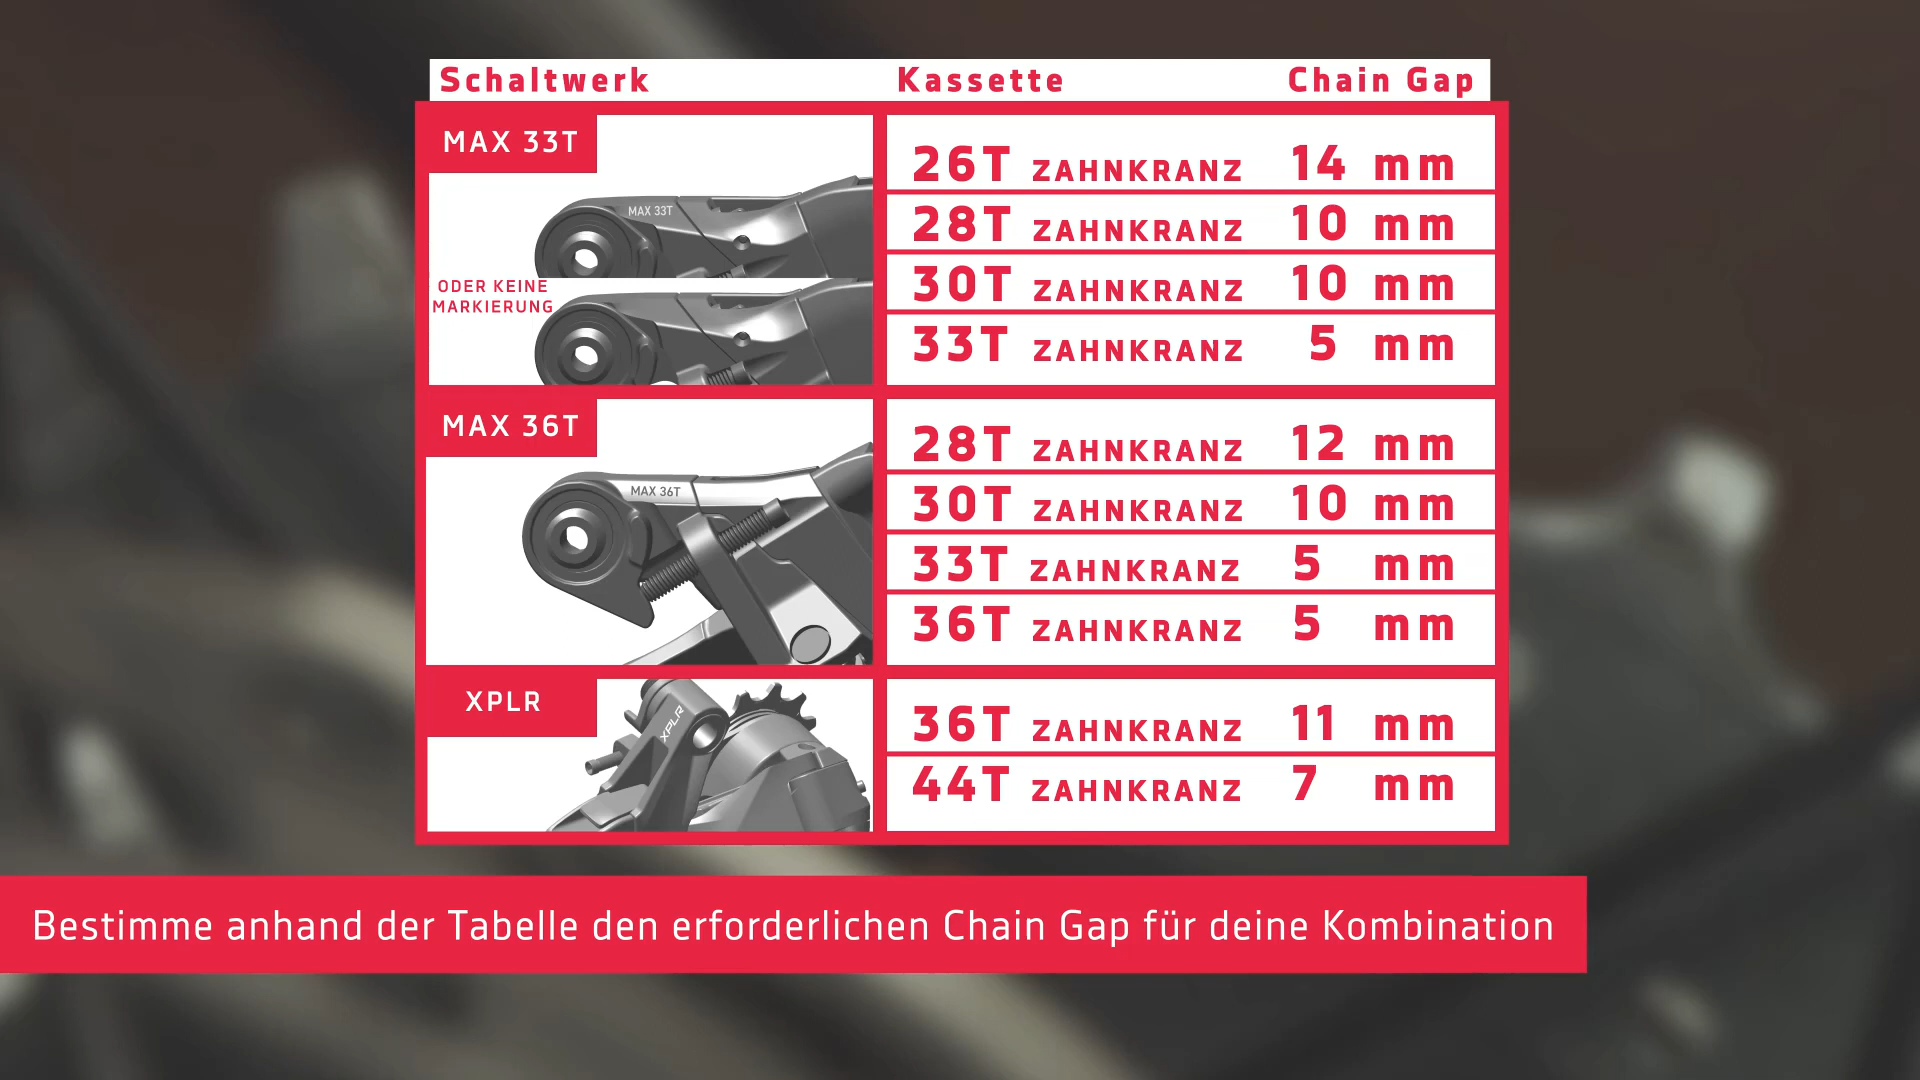 Schaltwerk Kassette Chain Gap
MAX 33T
MAX 33T
ODER KEINE
MARKIERUNG
26T ZAHNKRANZ 14 mm
28T ZAHNKRANZ 10 mm
30T ZAHNKRANZ 10 mm
33T ZAHNKRANZ 5 mm
MAX 36T
MAX 36T
28T ZAHNKRANZ 12 mm
30T ZAHNKRANZ 10 mm
33T ZAHNKRANZ 5 mm
36T ZAHNKRANZ 5 mm
XPLR
XPLR
36T ZAHNKRANZ 11 mm
44T ZAHNKRANZ 7 mm
Bestimme anhand der Tabelle den erforderlichen Chain Gap für deine Kombination